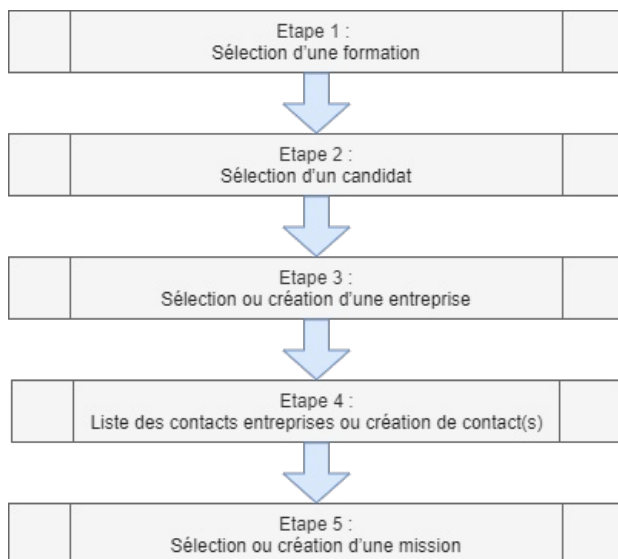 Etape 1 :
Sélection d'une formation
Etape 2 :
Sélection d'un candidat
Etape 3 :
Sélection ou création d'une entreprise
Etape 4 :
Liste des contacts entreprises ou création de contact(s)
Etape 5 :
Sélection ou création d'une mission